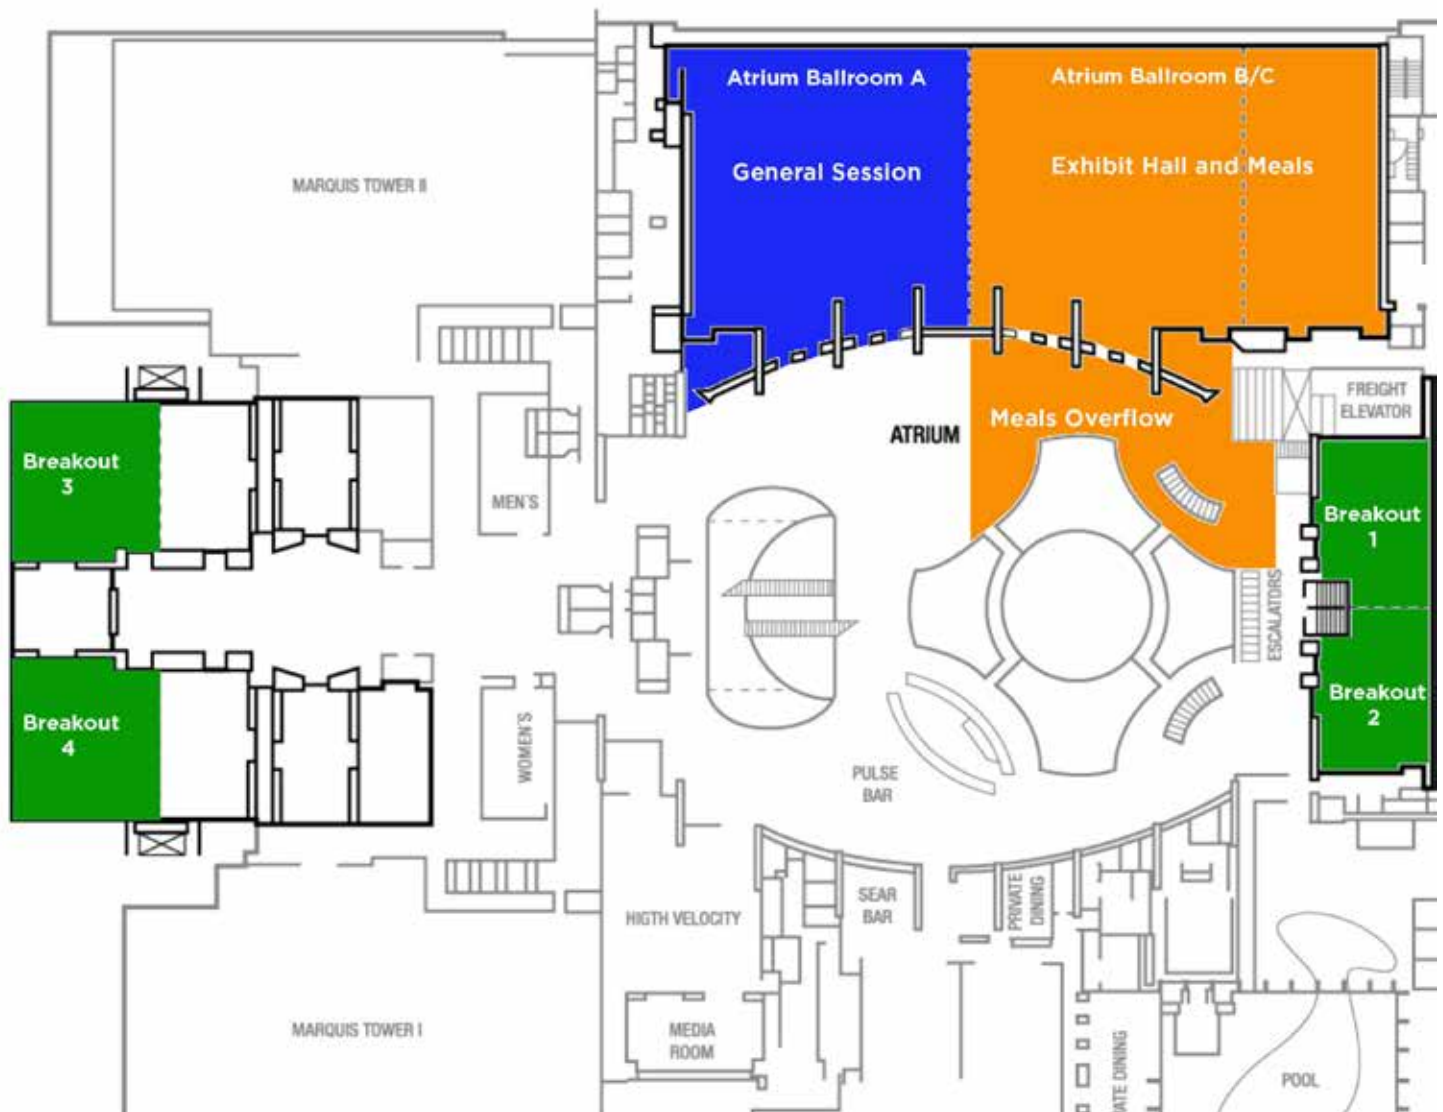 Atrium Ballroom A
Atrium Ballroom B/C
MARQUIS TOWER II
General Session
Exhibit Hall and Meals
FREIGHT
ELEVATOR
Meals Overflow
ATRIUM
Breakout
3
MEN'S
Breakout
1
ESCALATORS
Breakout
4
WOMEN'S
Breakout
2
PULSE
BAR
HIGTH VELOCITY
SEAR
BAR
PRIVATE
DINING
MARQUIS TOWER I
MEDIA
ROOM
ATE DINING
POOL